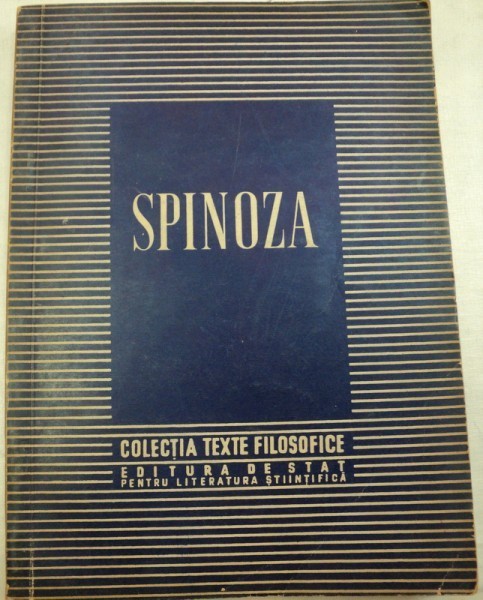 SPINOZA
COLECȚIA TEXTE FILOSOFICE
EDITURA DE STAT
PENTRU LITERATURA ȘTIINȚIFICĂ